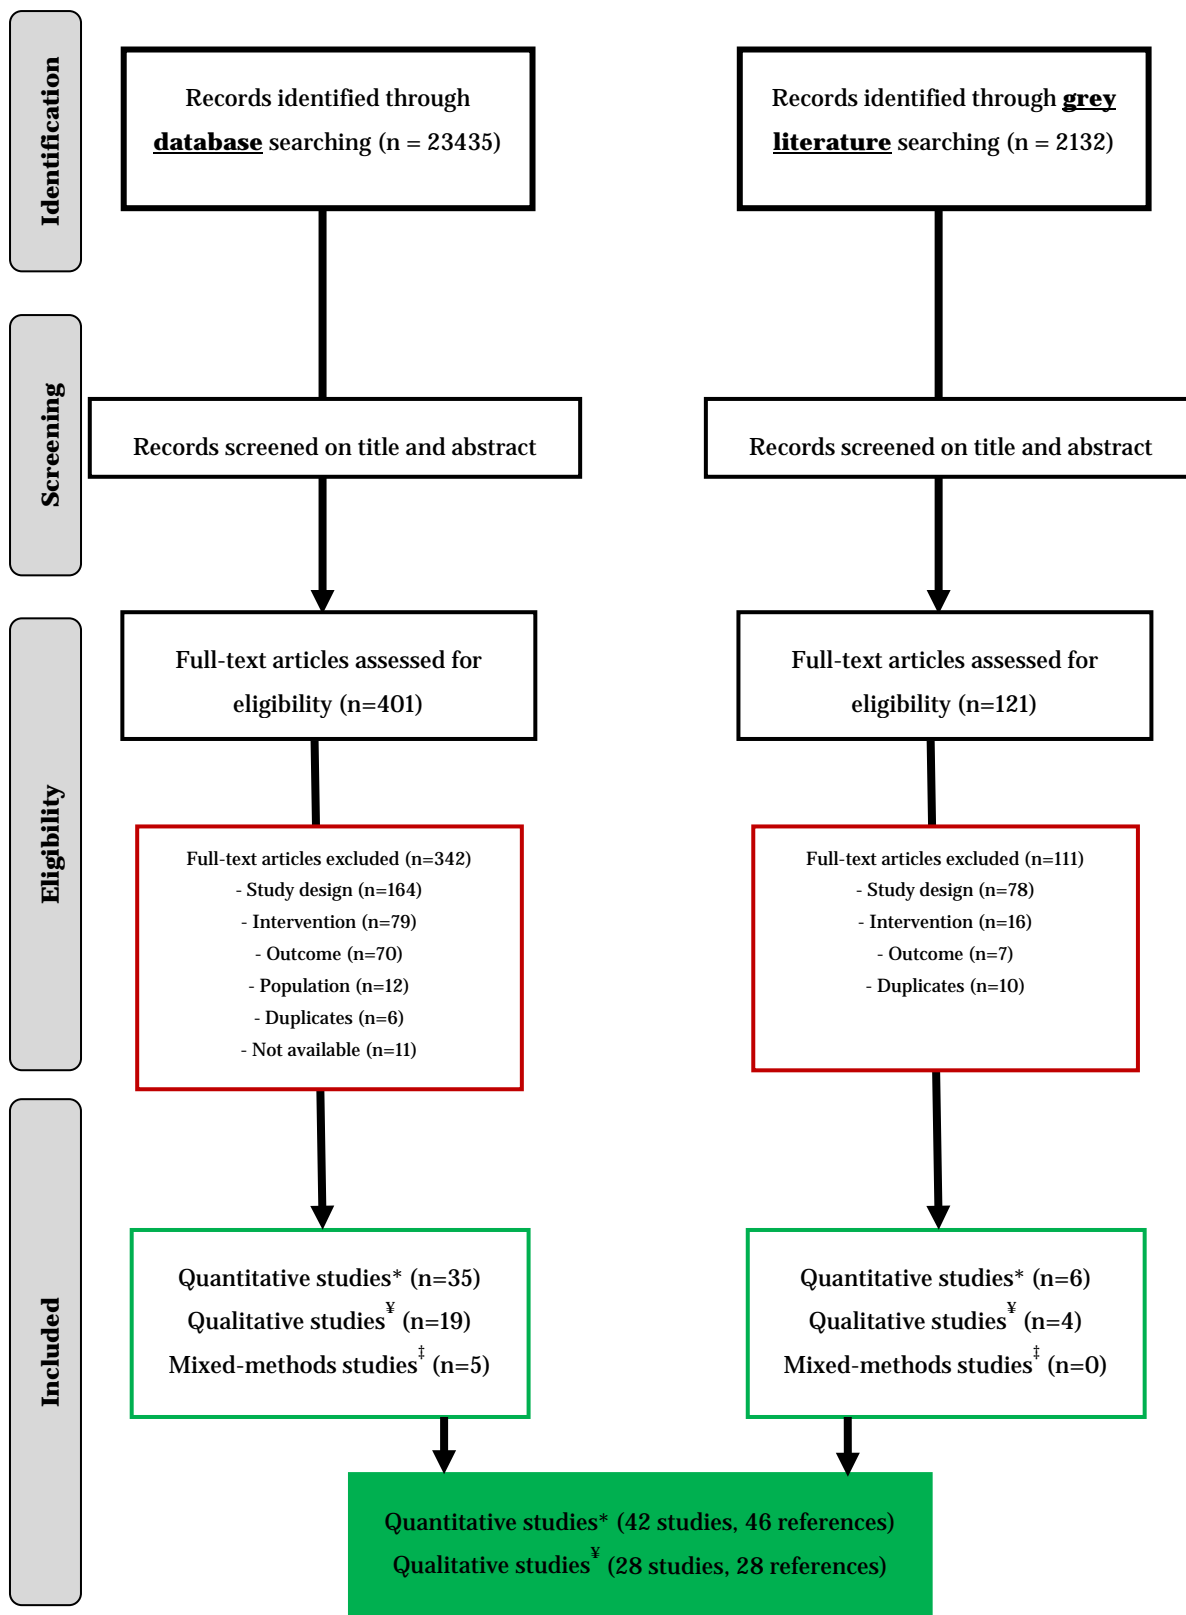 Identification
Records identified through
database searching (n = 23435)
Records identified through grey
literature searching (n = 2132)
Screening
Records screened on title and abstract
Records screened on title and abstract
Eligibility
Full-text articles assessed for
eligibility (n=401)
Full-text articles assessed for
eligibility (n=121)
Full-text articles excluded (n=342)
- Study design (n=164)
- Intervention (n=79)
- Outcome (n=70)
- Population (n=12)
- Duplicates (n=6)
- Not available (n=11)
Full-text articles excluded (n=111)
- Study design (n=78)
- Intervention (n=16)
- Outcome (n=7)
- Duplicates (n=10)
Included
Quantitative studies* (n=35)
Qualitative studies¥ (n=19)
Mixed-methods studies‡ (n=5)
Quantitative studies* (n=6)
Qualitative studies¥ (n=4)
Mixed-methods studies‡ (n=0)
Quantitative studies* (42 studies, 46 references)
Qualitative studies¥ (28 studies, 28 references)